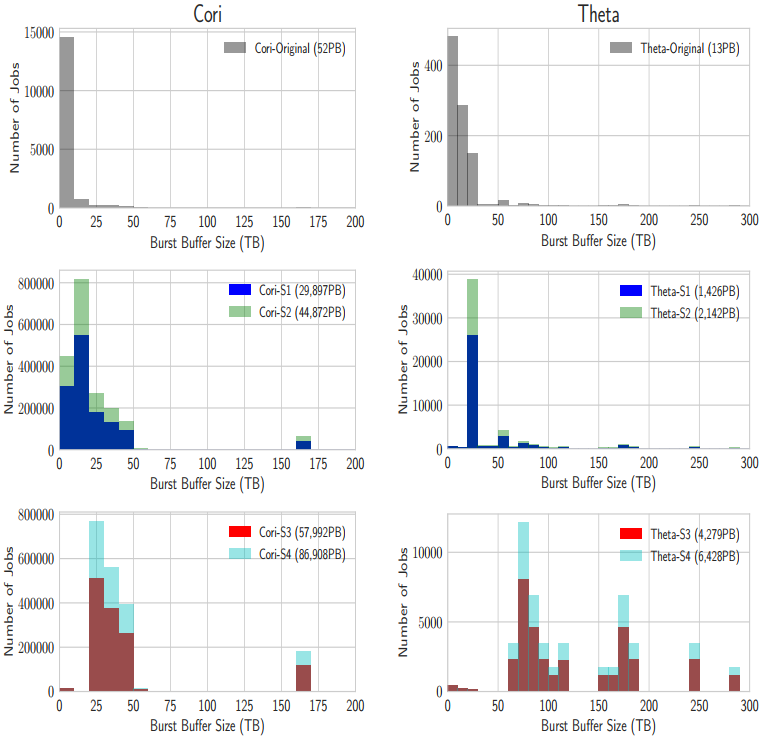 Cori
Number of Jobs
15000
10000
5000
0
Cori-Original (52PB)
0 25 50 75 100 125 150 175 200
Burst Buffer Size (TB)
Theta
Number of Jobs
400
200
0
Theta-Original (13PB)
0 50 100 150 200 250 300
Burst Buffer Size (TB)
Number of Jobs
800000
600000
400000
200000
0
Cori-S1 (29,897PB)
Cori-S2 (44,872PB)
0 25 50 75 100 125 150 175 200
Burst Buffer Size (TB)
Number of Jobs
40000
30000
20000
10000
0
Theta-S1 (1,426PB)
Theta-S2 (2,142PB)
0 50 100 150 200 250 300
Burst Buffer Size (TB)
Number of Jobs
800000
600000
400000
200000
0
Cori-S3 (57,992PB)
Cori-S4 (86,908PB)
0 25 50 75 100 125 150 175 200
Burst Buffer Size (TB)
Number of Jobs
10000
5000
0
Theta-S3 (4,279PB)
Theta-S4 (6,428PB)
0 50 100 150 200 250 300
Burst Buffer Size (TB)